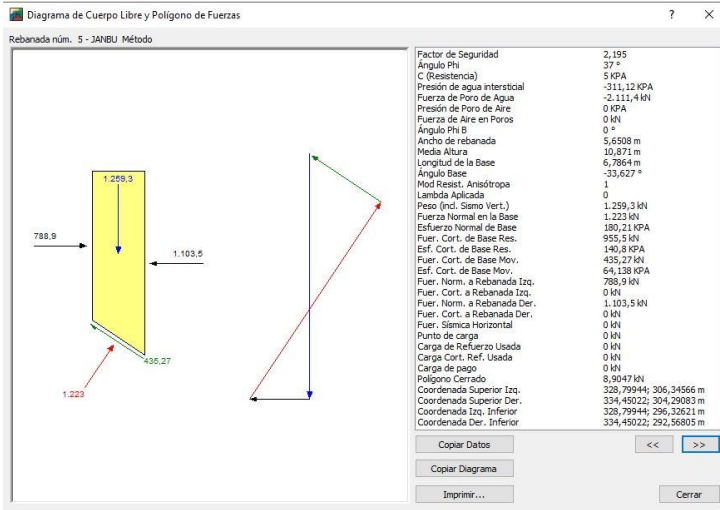 Diagrama de Cuerpo Libre y Polígono de Fuerzas
?
Rebanada núm. 5 - JANBU Método
1.259,3
788,9
1.103,5
435,27
1.223
Factor de Seguridad 2,195
Ángulo Phi 37 °
C (Resistencia) 5 KPA
Presión de agua intersticial -311,12 KPA
Fuerza de Poro de Agua -2.111,4 kN
Presión de Poro de Aire 0 KPA
Fuerza de Aire en Poros 0 kN
Ángulo Phi B 0 °
Ancho de rebanada 5,6508 m
Media Altura 10,871 m
Longitud de la Base 6,7864 m
Ángulo Base -33,627 °
Mod Resist. Anisótropa 1
Lambda Aplicada 0
Peso (incl. Sismo Vert.) 1.259,3 kN
Fuerza Normal en la Base 1.223 kN
Esfuerzo Normal de Base 180,21 KPA
Fuer. Cort. de Base Res. 955,5 kN
Esf. Cort. de Base Res. 140,8 KPA
Fuer. Cort. de Base Mov. 435,27 kN
Esf. Cort. de Base Mov. 64,138 KPA
Fuer. Norm. a Rebanada Izq. 788,9 kN
Fuer. Cort. a Rebanada Izq. 0 kN
Fuer. Norm. a Rebanada Der. 1.103,5 kN
Fuer. Cort. a Rebanada Der. 0 kN
Fuer. Sísmica Horizontal 0 kN
Punto de carga 0 kN
Carga de Refuerzo Usada 0 kN
Carga Cort. Ref. Usada 0 kN
Carga de pago 0 kN
Polígono Cerrado 8,9047 kN
Coordenada Superior Izq. 328,79944; 306,34566 m
Coordenada Superior Der. 334,45022; 304,29083 m
Coordenada Izq. Inferior 328,79944; 296,32621 m
Coordenada Der. Inferior 334,45022; 292,56805 m
Copiar Datos << >>
Copiar Diagrama
Imprimir... Cerrar